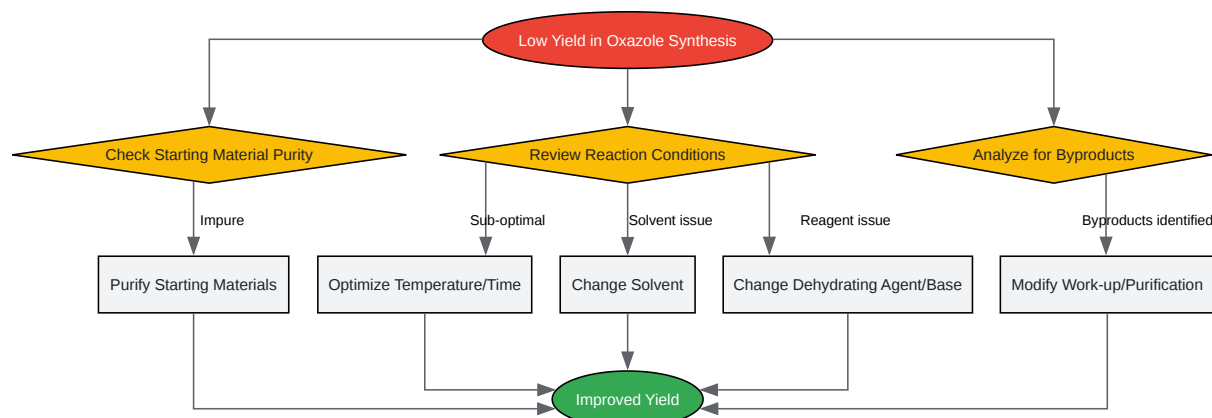 Low Yield in Oxazole Synthesis
Check Starting Material Purity
Review Reaction Conditions
Analyze for Byproducts
Impure
Sub-optimal
Solvent issue
Reagent issue
Byproducts identified
Purify Starting Materials
Optimize Temperature/Time
Change Solvent
Change Dehydrating Agent/Base
Modify Work-up/Purification
Improved Yield